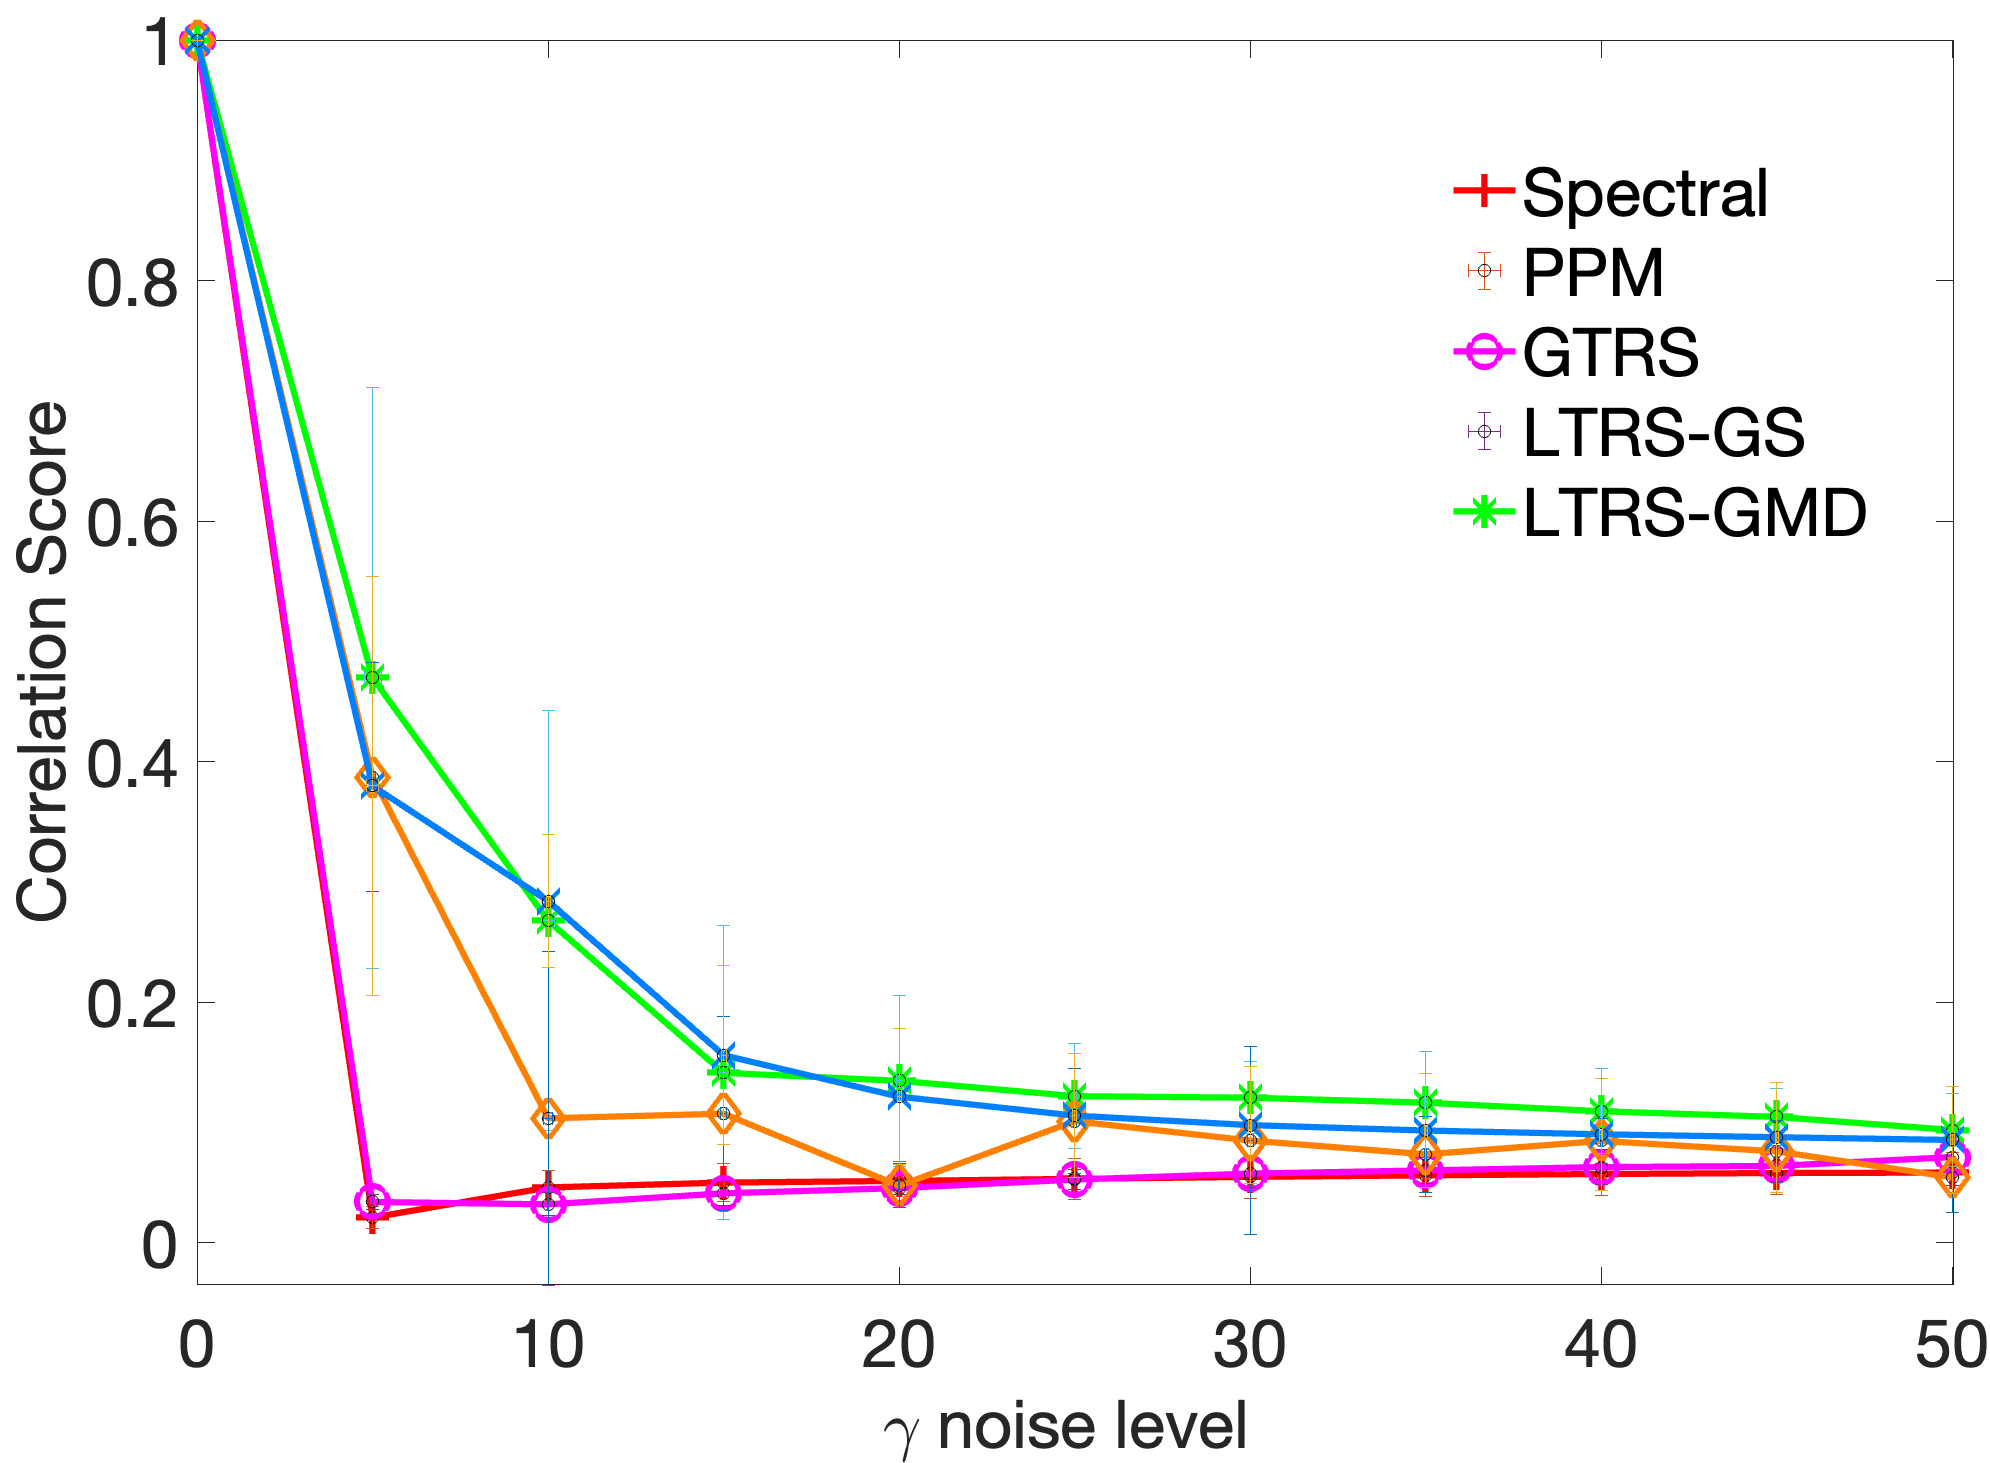 1
0.8
0.6
0.4
0.2
0
Correlation Score
Spectral
PPM
GTRS
LTRS-GS
LTRS-GMD
0 10 20 30 40 50
γ noise level